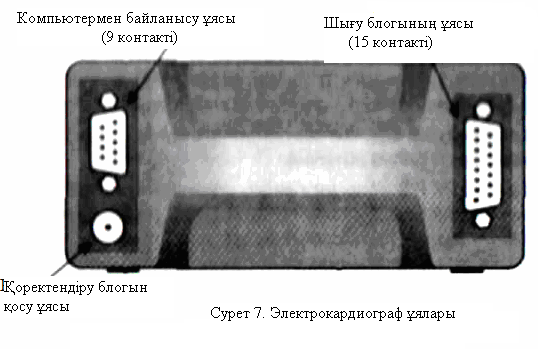 Компьютермен байланысу ұясы
(9 контакті)
Шығу блогының ұясы
(15 контакті)
Қоректендіру блогын
қосу ұясы
Сурет 7. Электрокардиограф ұялары